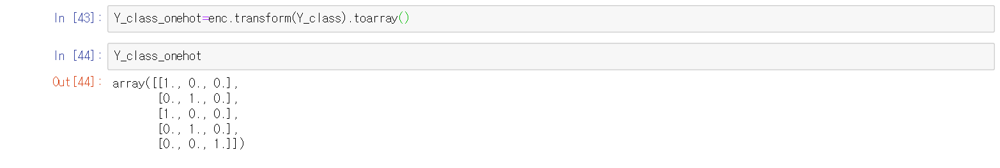 In [43]: Y_class_onehot=enc.transform(Y_class).toarray()
In [44]: Y_class_onehot
Out[44]: array([[1., 0., 0.],
[0., 1., 0.],
[1., 0., 0.],
[0., 1., 0.],
[0., 0., 1.]])